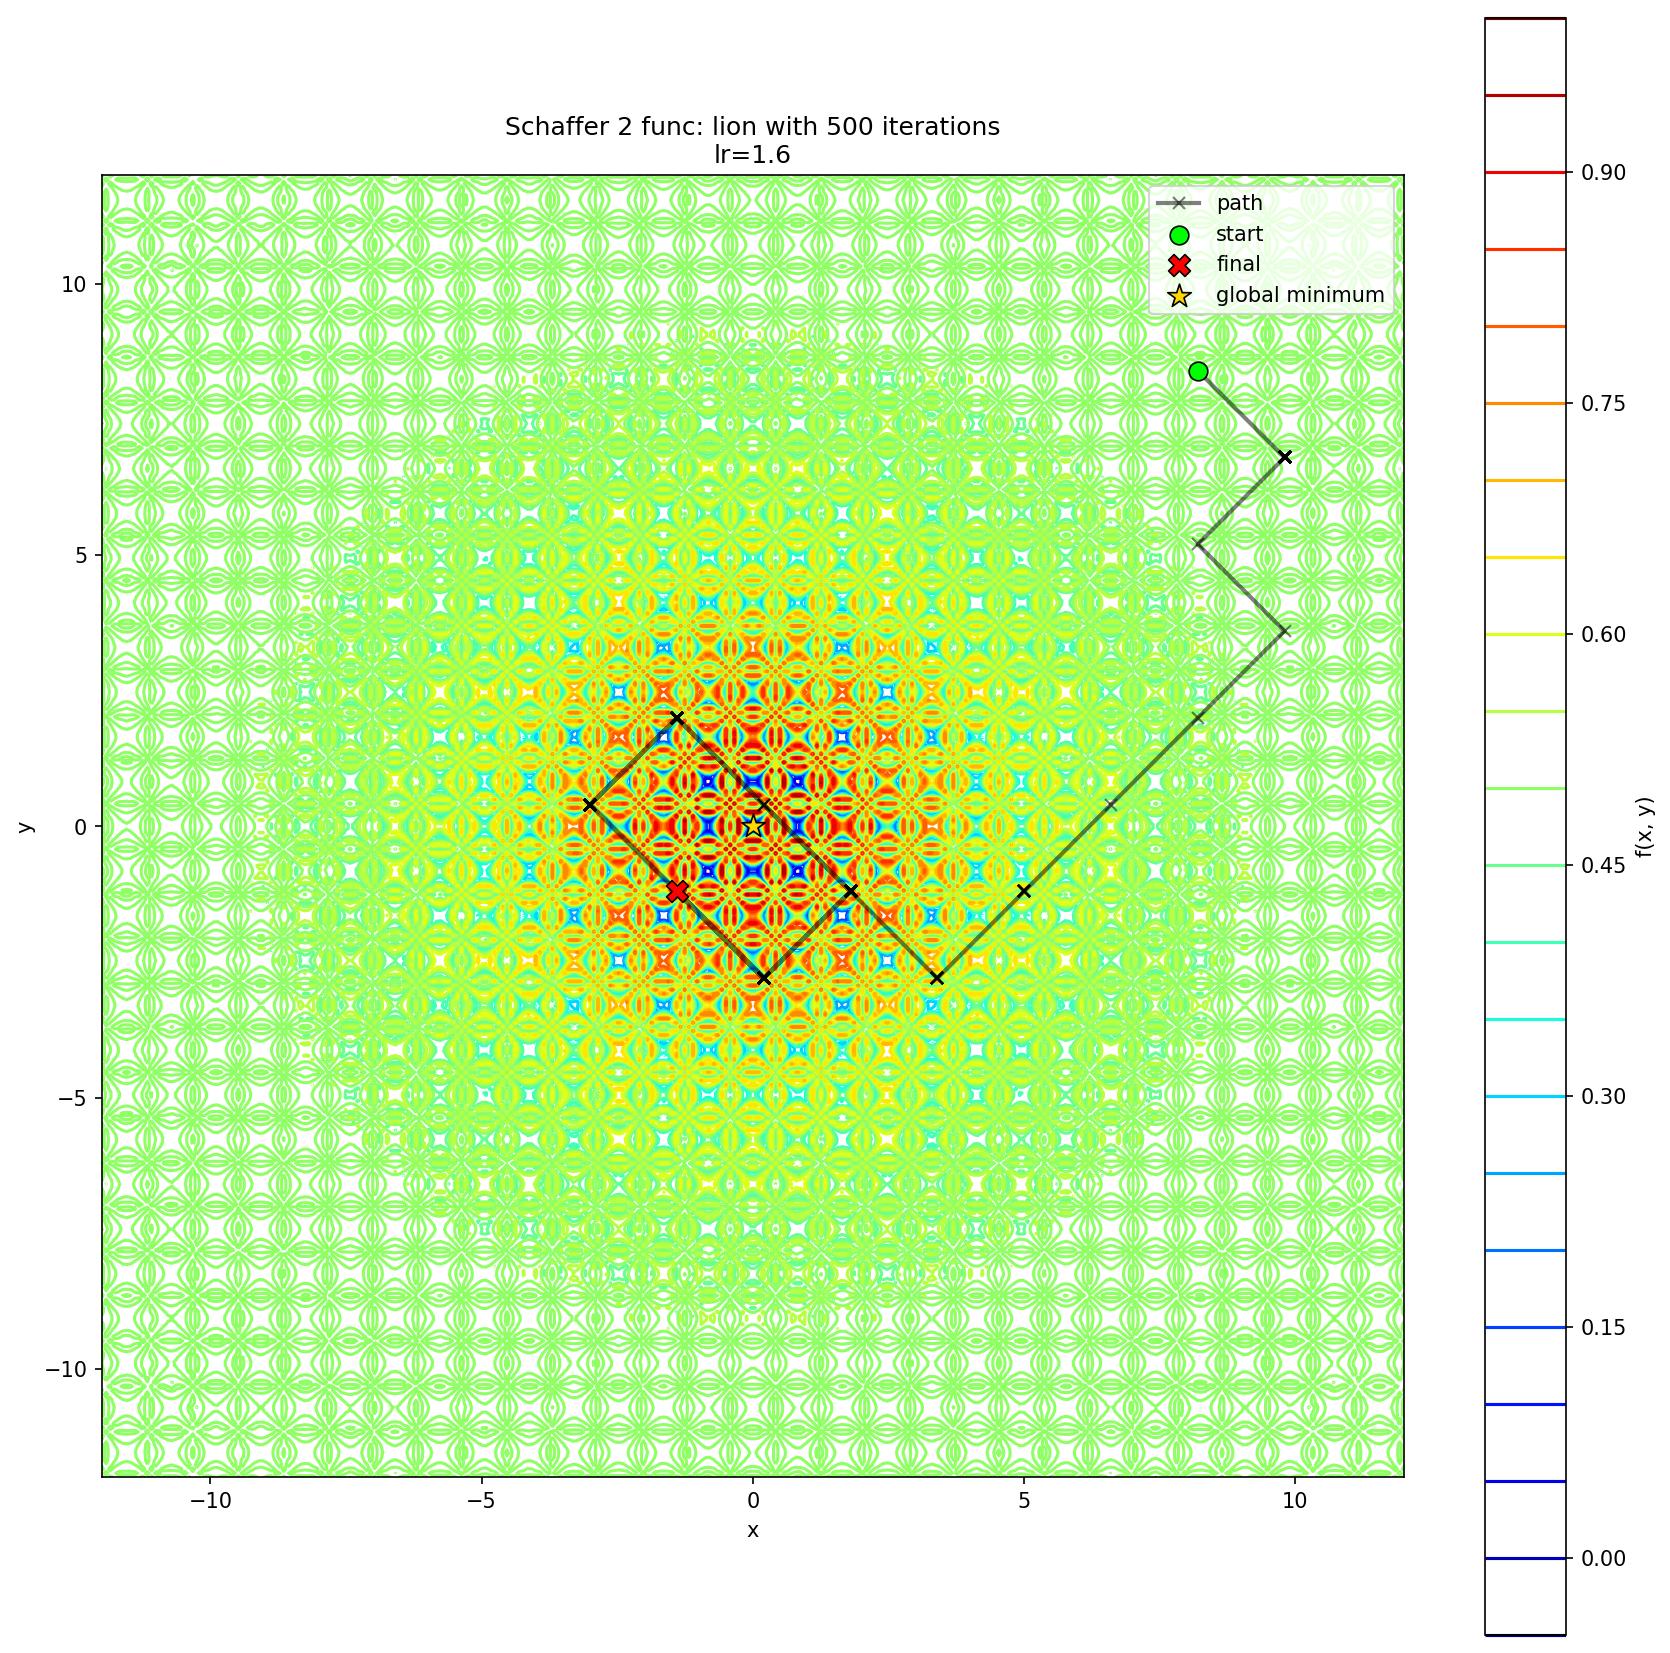 Schaffer 2 func: lion with 500 iterations
lr=1.6
path
start
final
global minimum
10
5
0
−5
−10
y
−10
−5
0
5
10
x
0.90
0.75
0.60
0.45
0.30
0.15
0.00
f(x, y)